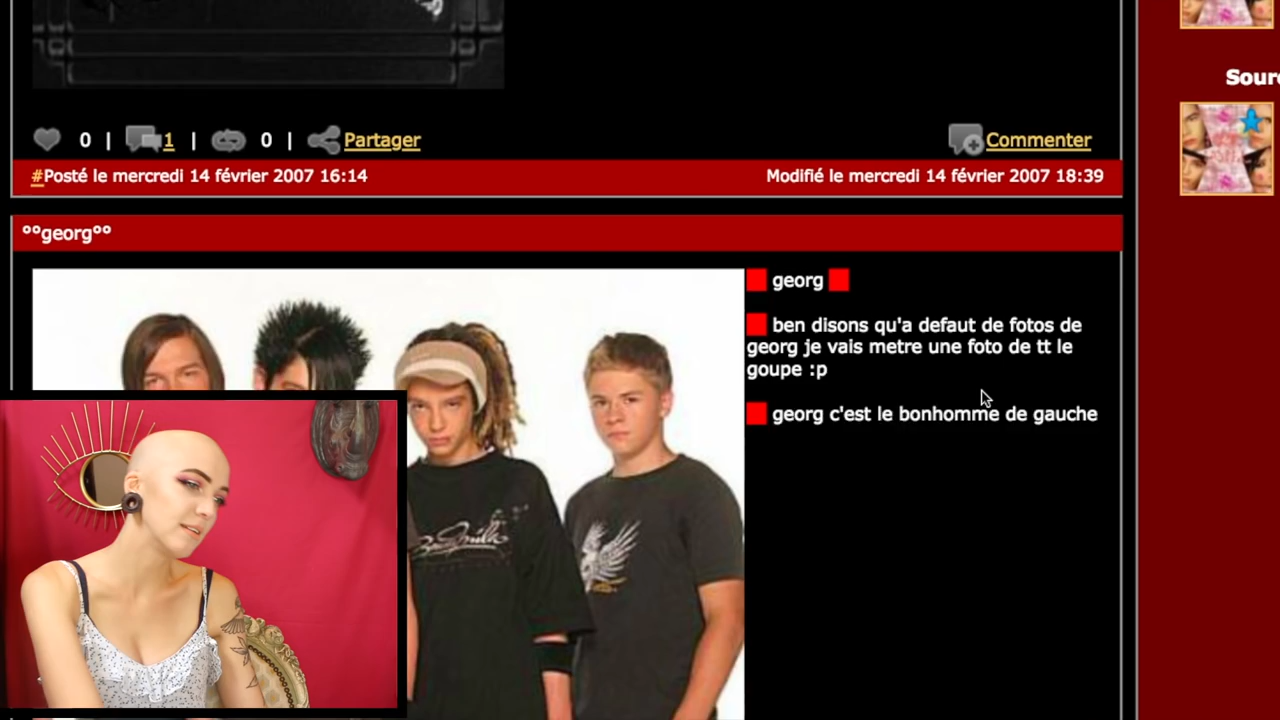 Sour
0 | 1 | 0 | Partager
Commenter
#Posté le mercredi 14 février 2007 16:14
Modifié le mercredi 14 février 2007 18:39
°°georg°°
georg
ben disons qu'a defaut de fotos de
georg je vais metre une foto de tt le
goupe :p
georg c'est le bonhomme de gauche